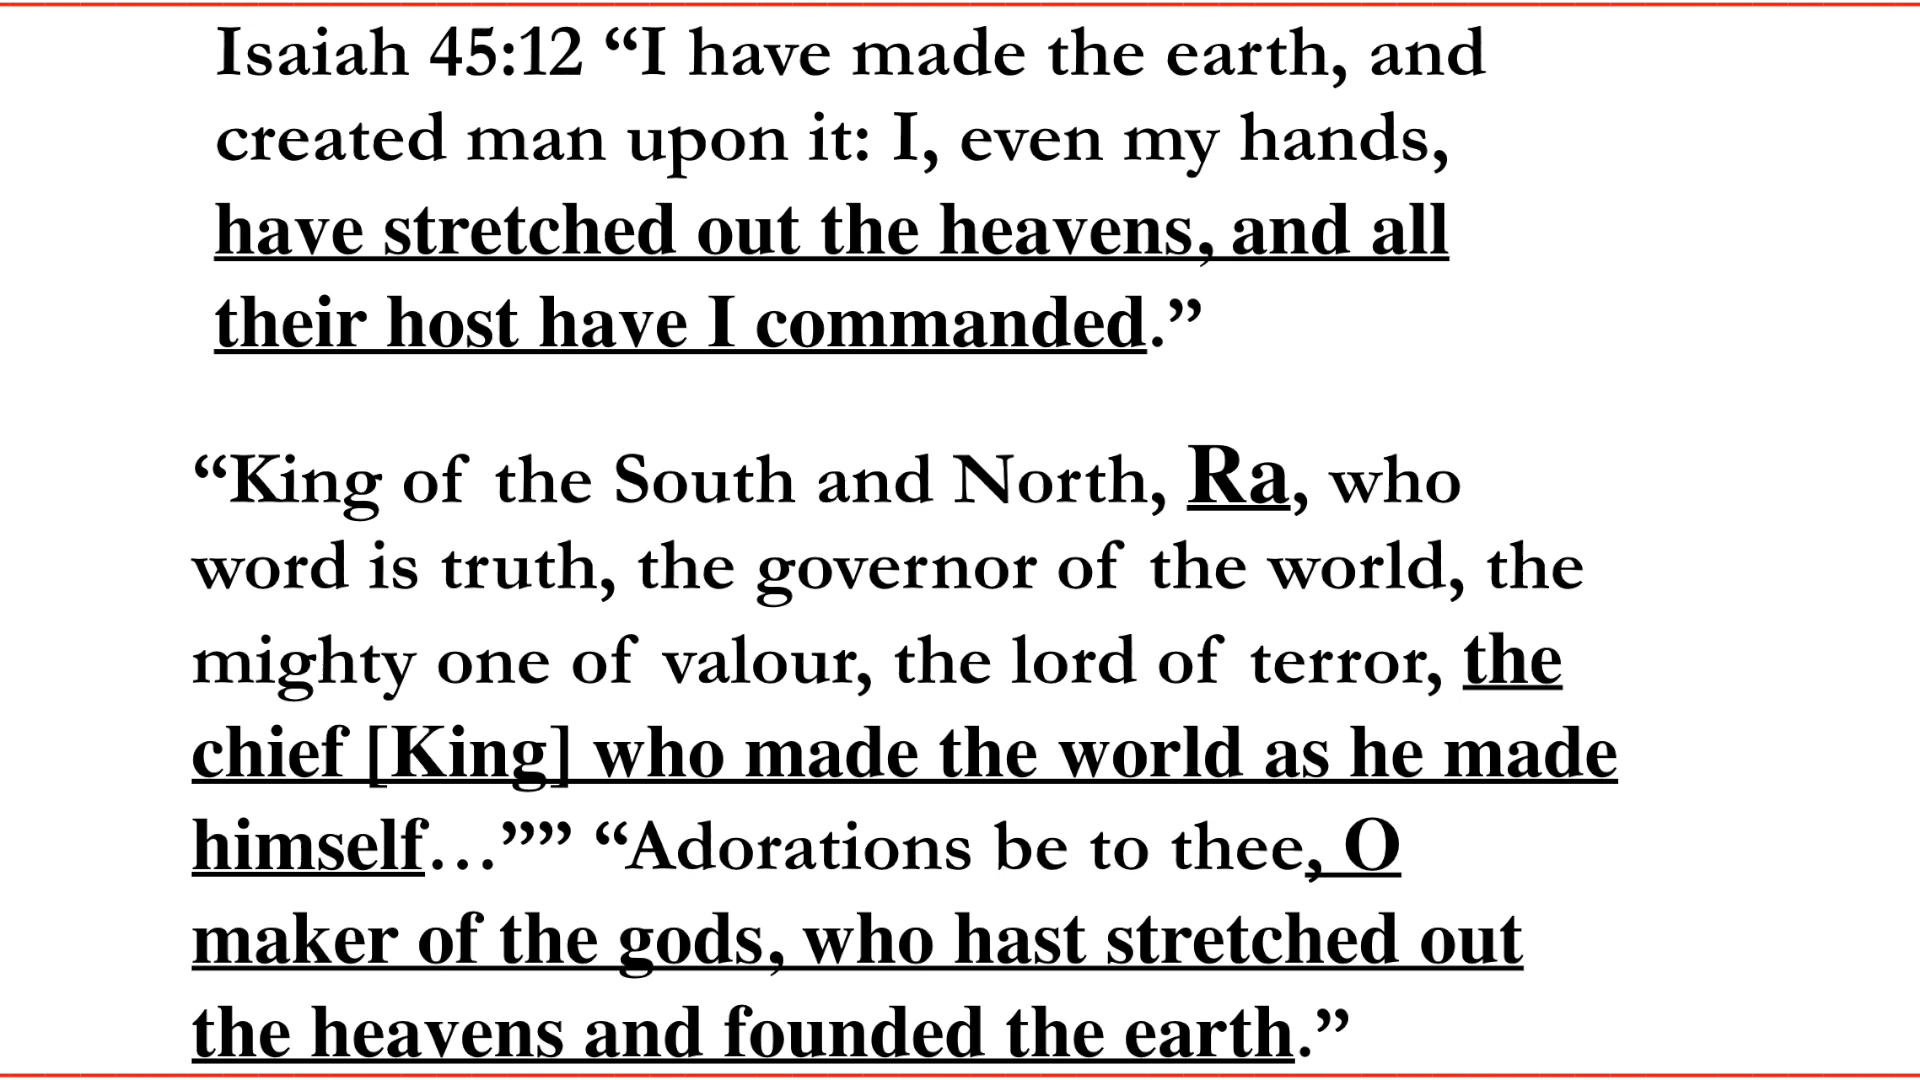 Isaiah 45:12 “I have made the earth, and
created man upon it: I, even my hands,
have stretched out the heavens, and all
their host have I commanded.”
“King of the South and North, Ra, who
word is truth, the governor of the world, the
mighty one of valour, the lord of terror, the
chief [King] who made the world as he made
himself…”” “Adorations be to thee, O
maker of the gods, who hast stretched out
the heavens and founded the earth.”